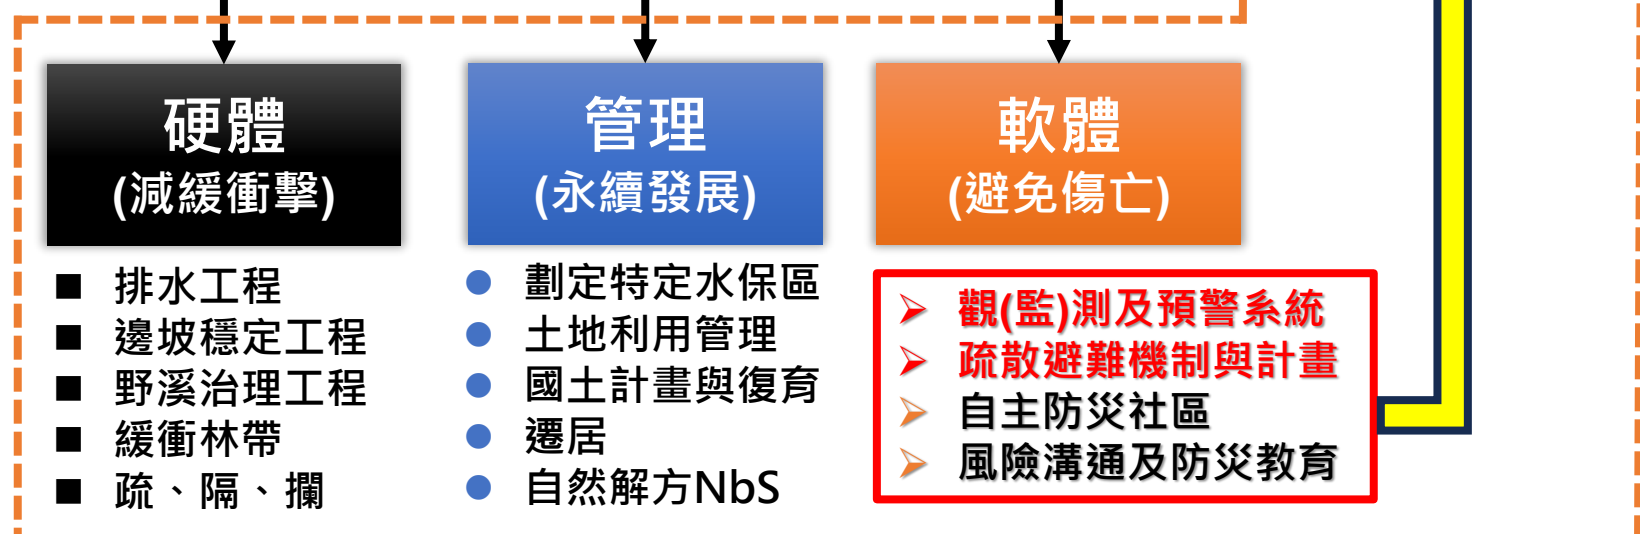 硬體
(減緩衝擊)
排水工程
邊坡穩定工程
野溪治理工程
緩衝林帶
疏、隔、攔
管理
(永續發展)
劃定特定水保區
土地利用管理
國土計畫與復育
遷居
自然解方NbS
軟體
(避免傷亡)
觀(監)測及預警系統
疏散避難機制與計畫
自主防災社區
風險溝通及防災教育